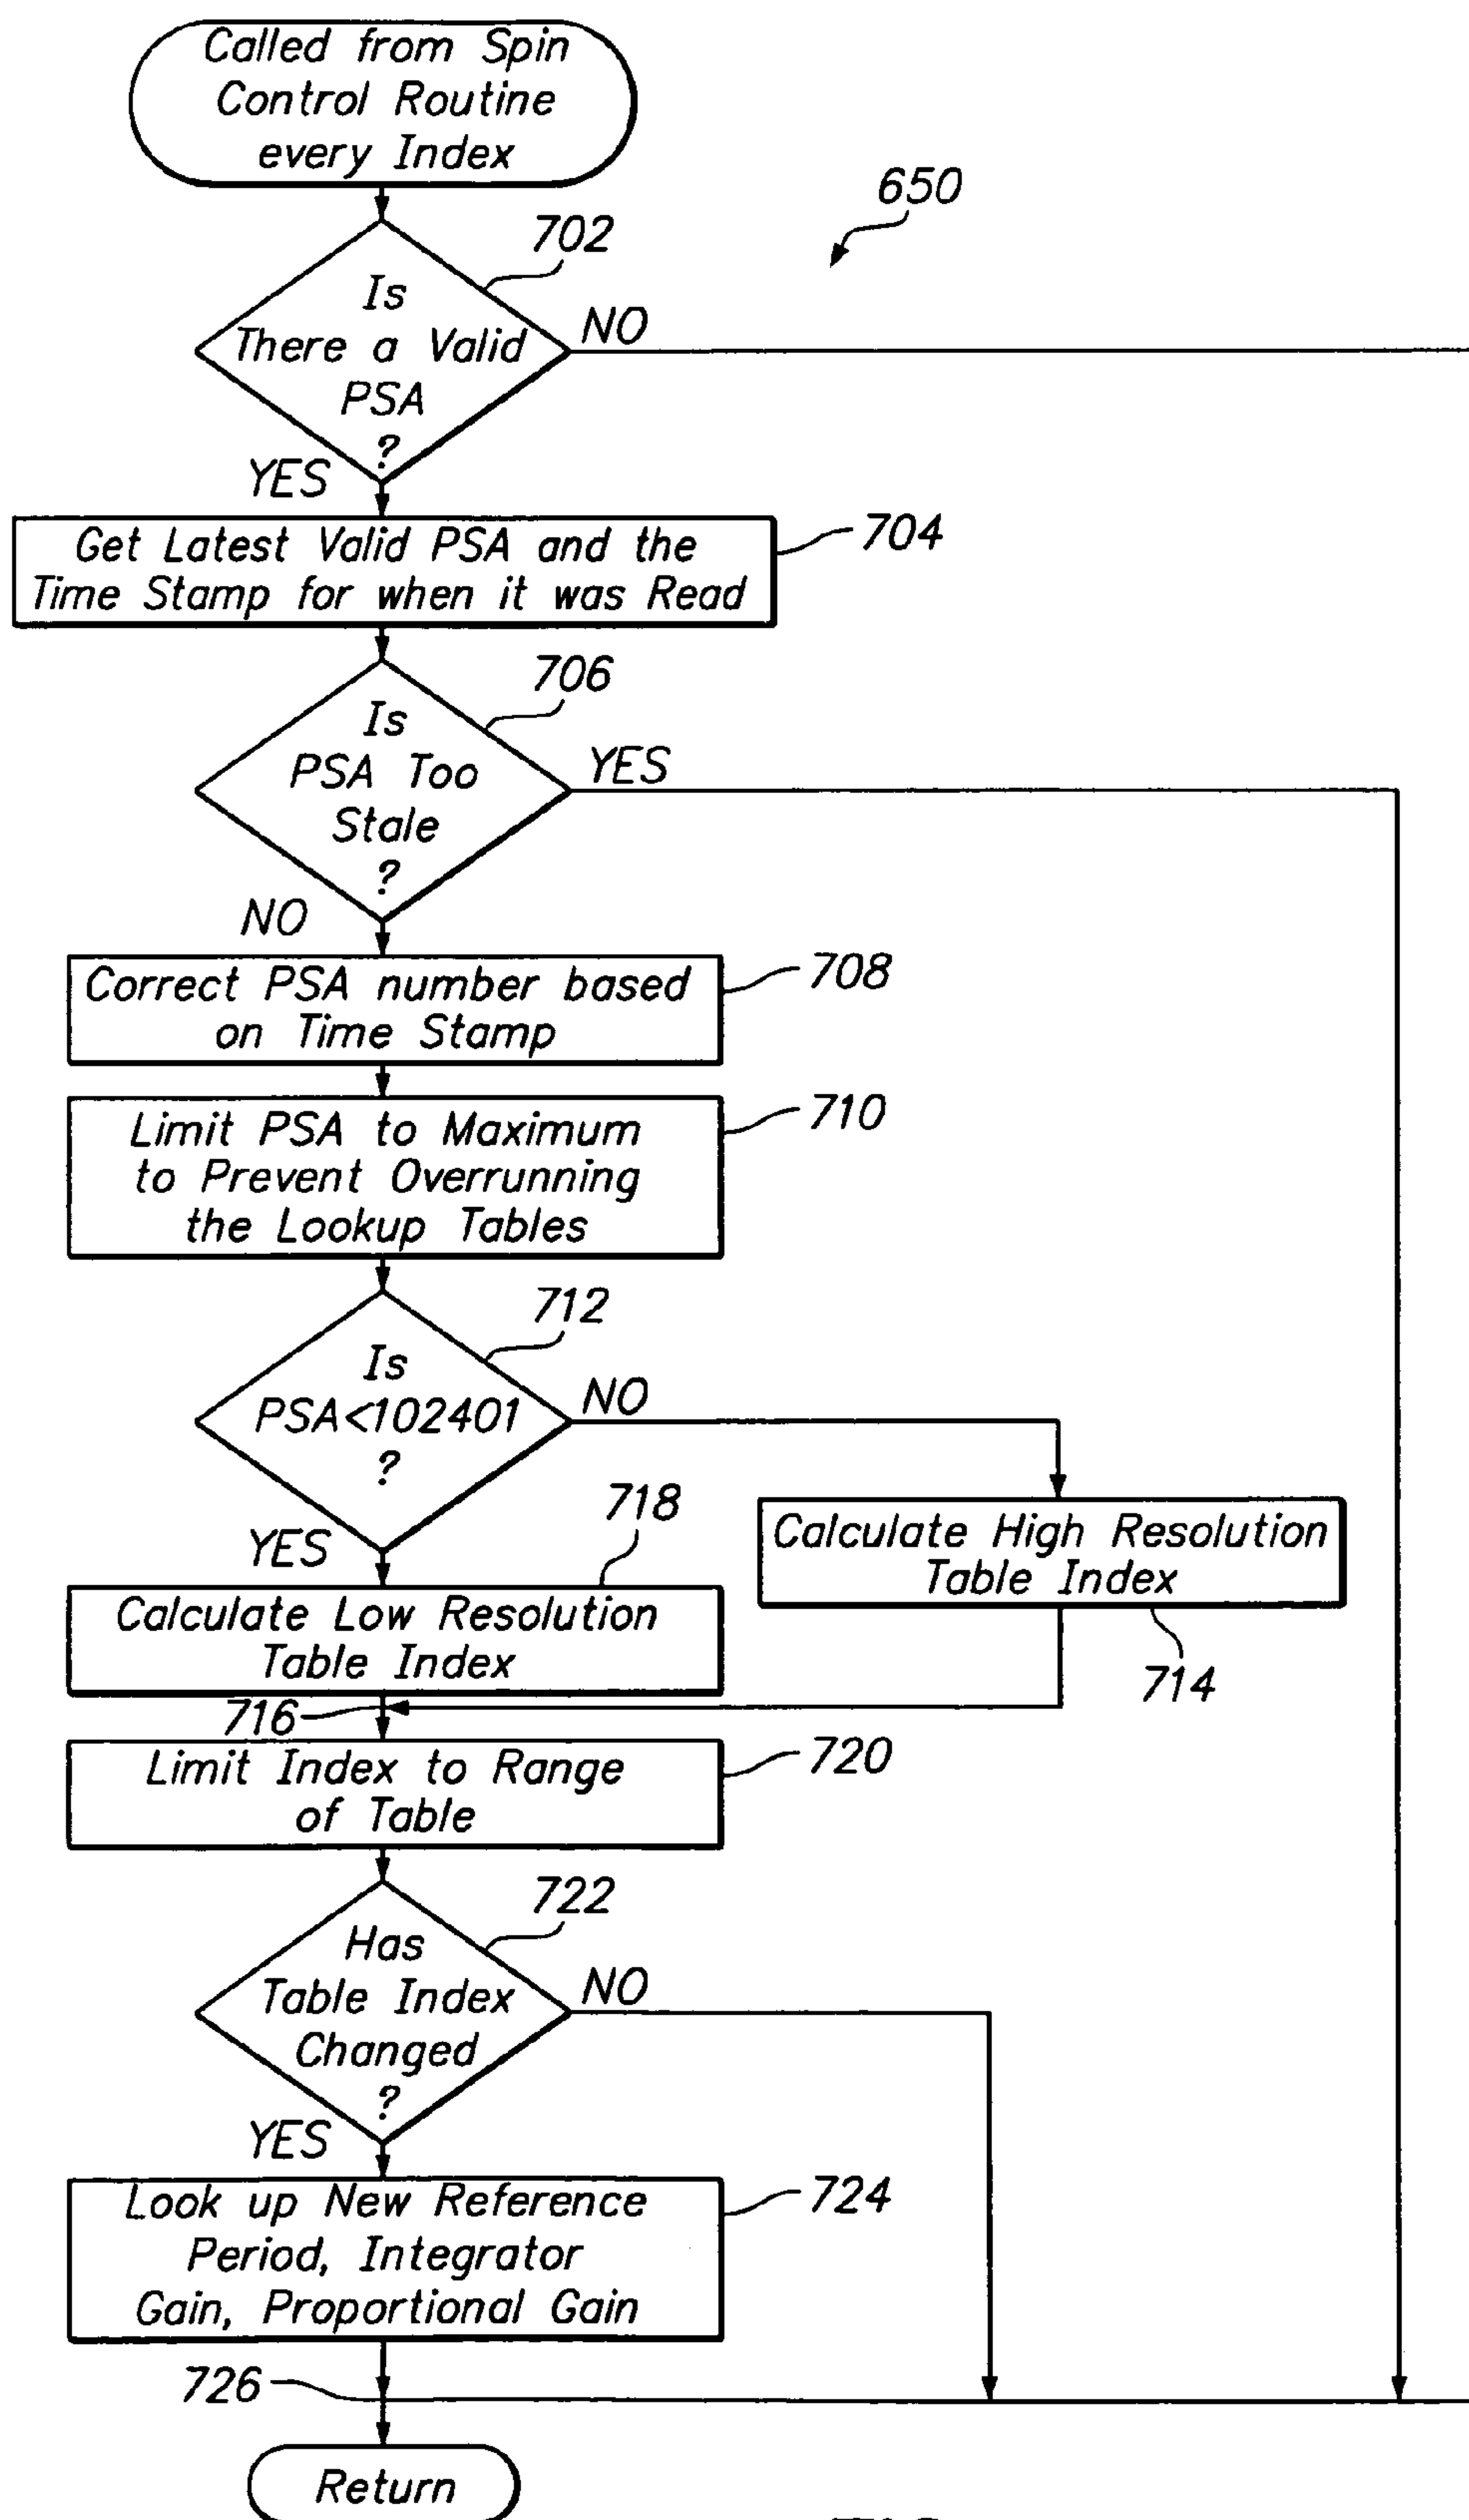 Called from Spin
Control Routine
every Index
650
702
Is
There a Valid
PSA
?
NO
YES
Get Latest Valid PSA and the
Time Stamp for when it was Read
704
706
Is
PSA Too
Stale
?
YES
NO
Correct PSA number based
on Time Stamp
708
Limit PSA to Maximum
to Prevent Overrunning
the Lookup Tables
710
712
Is
PSA<102401
?
NO
YES
718
Calculate High Resolution
Table Index
714
Calculate Low Resolution
Table Index
716
Limit Index to Range
of Table
720
722
Has
Table Index
Changed
?
NO
YES
Look up New Reference
Period, Integrator
Gain, Proportional Gain
724
726
Return